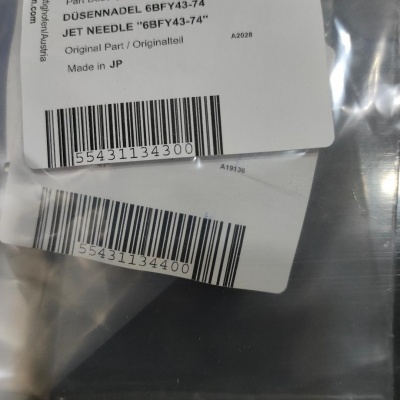 DÜSENNADEL 6BFY43-74
JET NEEDLE "6BFY43-74"
Original Part / Originalteil
A2028
Made in JP
55431134300
A19136
55431134400